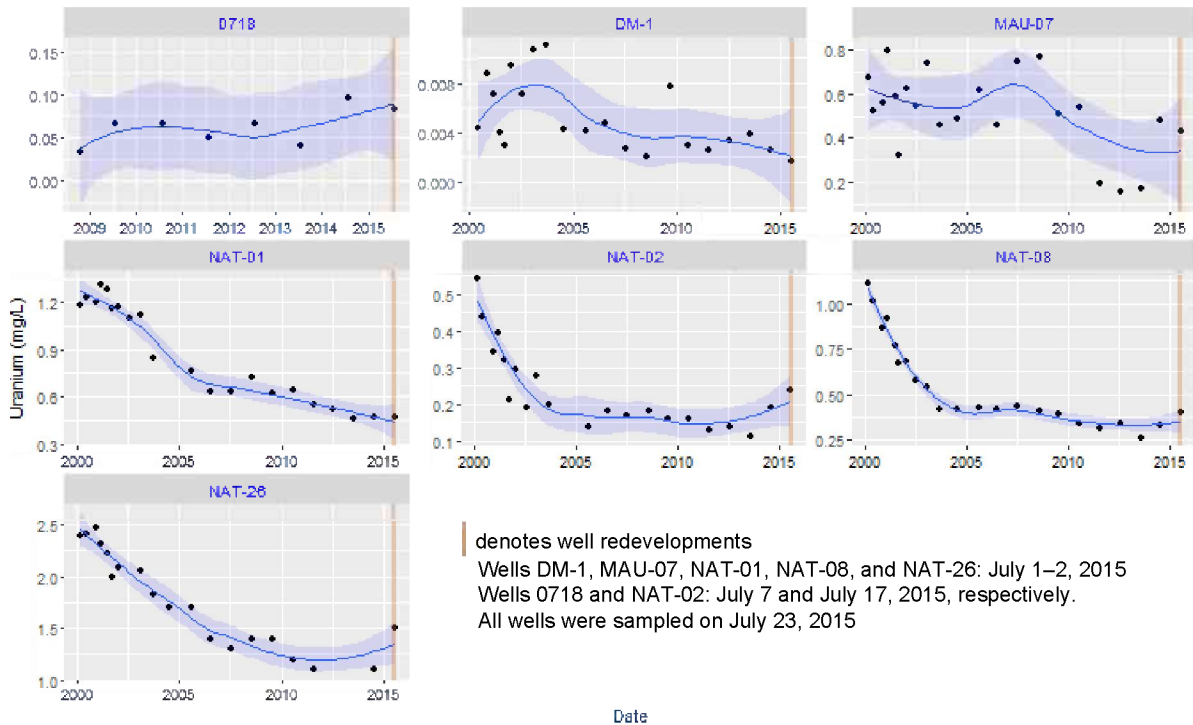 0718 DM-1 MAU-07
0.15 0.10 0.05 0.00
0.008 0.004 0.000
0.8 0.6 0.4 0.2
2009 2010 2011 2012 2013 2014 2015
2000 2005 2010 2015
2000 2005 2010 2015
NAT-01 NAT-02 NAT-08
Uranium (mg/L)
1.2 0.9 0.6 0.3
0.5 0.4 0.3 0.2 0.1
1.00 0.75 0.50 0.25
2000 2005 2010 2015
2000 2005 2010 2015
2000 2005 2010 2015
NAT-26
2.5 2.0 1.5 1.0
2000 2005 2010 2015
denotes well redevelopments
Wells DM-1, MAU-07, NAT-01, NAT-08, and NAT-26: July 1–2, 2015
Wells 0718 and NAT-02: July 7 and July 17, 2015, respectively.
All wells were sampled on July 23, 2015
Date